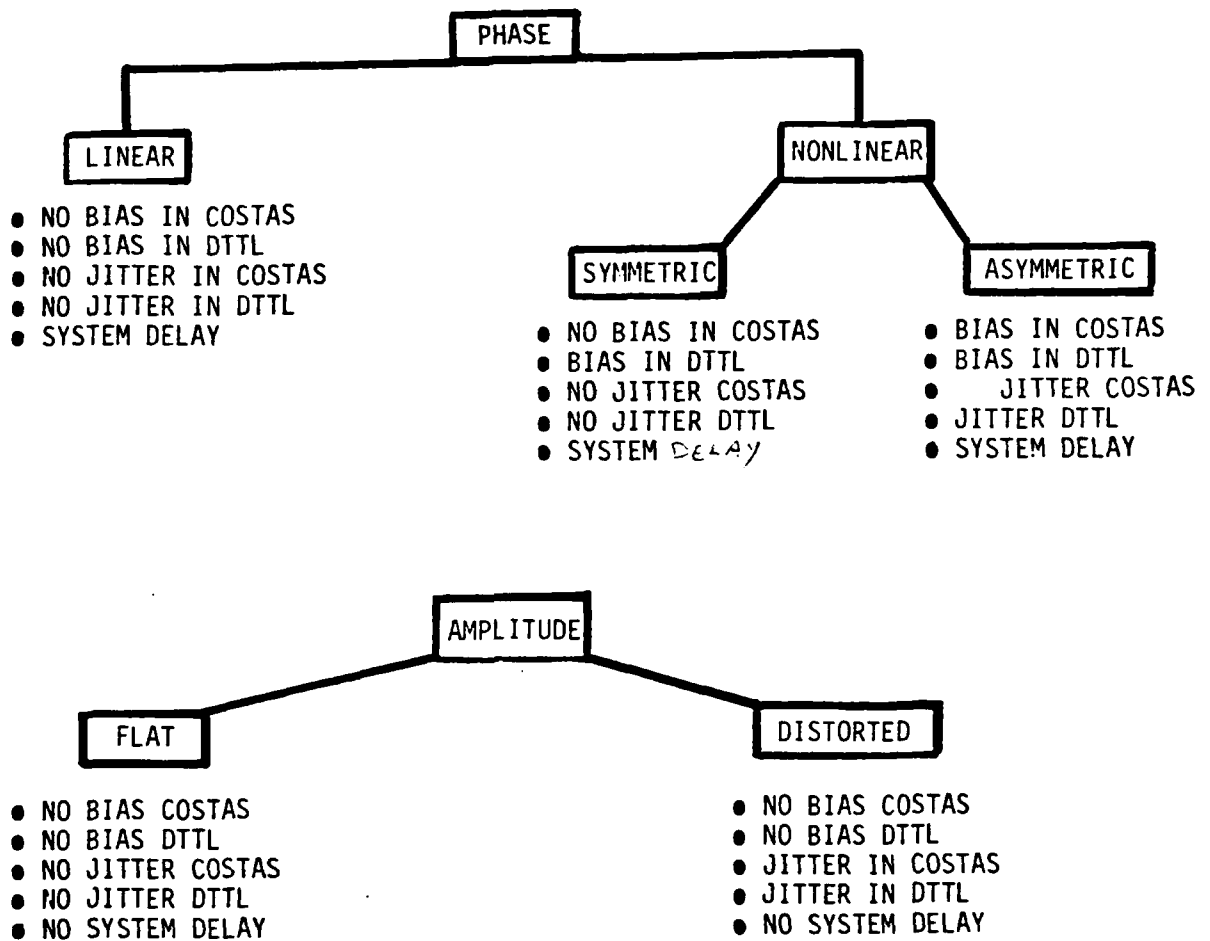 PHASE
LINEAR
• NO BIAS IN COSTAS
• NO BIAS IN DTTL
• NO JITTER IN COSTAS
• NO JITTER IN DTTL
• SYSTEM DELAY
NONLINEAR
SYMMETRIC
• NO BIAS IN COSTAS
• BIAS IN DTTL
• NO JITTER COSTAS
• NO JITTER DTTL
• SYSTEM DELAY
ASYMMETRIC
• BIAS IN COSTAS
• BIAS IN DTTL
• JITTER COSTAS
• JITTER DTTL
• SYSTEM DELAY
AMPLITUDE
FLAT
• NO BIAS COSTAS
• NO BIAS DTTL
• NO JITTER COSTAS
• NO JITTER DTTL
• NO SYSTEM DELAY
DISTORTED
• NO BIAS COSTAS
• NO BIAS DTTL
• JITTER IN COSTAS
• JITTER IN DTTL
• NO SYSTEM DELAY